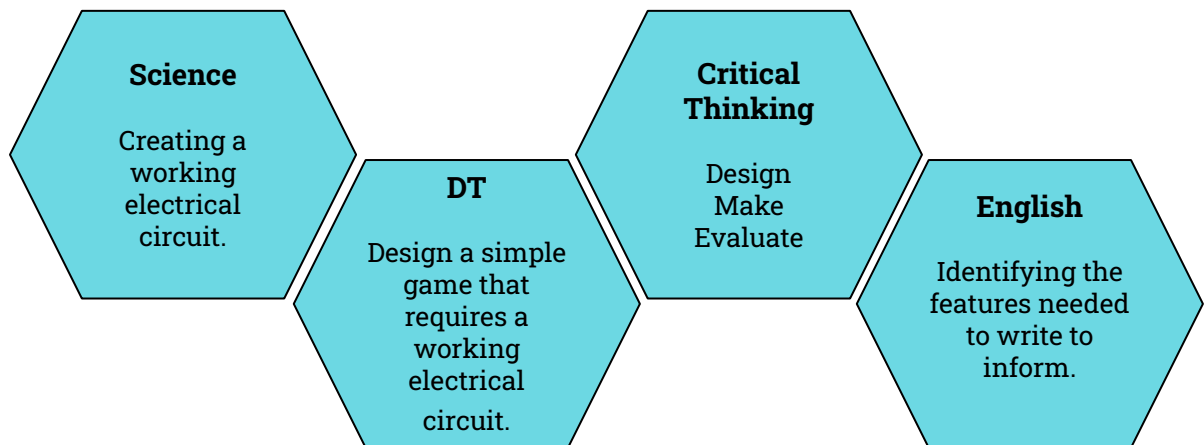 Science
Creating a
working
electrical
circuit.
DT
Design a simple
game that
requires a
working
electrical
circuit.
Critical
Thinking
Design
Make
Evaluate
English
Identifying the
features needed
to write to
inform.